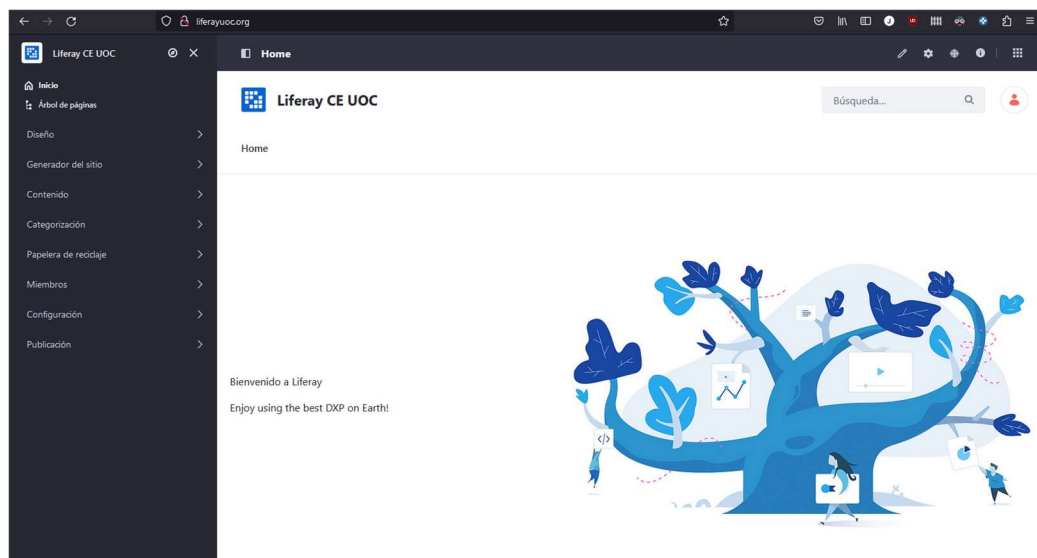 liferayuoc.org
Liferay CE UOC
Home
Inicio
Árbol de páginas
Diseño
Generador del sitio
Contenido
Categorización
Papelera de reciclaje
Miembros
Configuración
Publicación
Liferay CE UOC
Búsqueda...
Home
Bienvenido a Liferay
Enjoy using the best DXP on Earth!